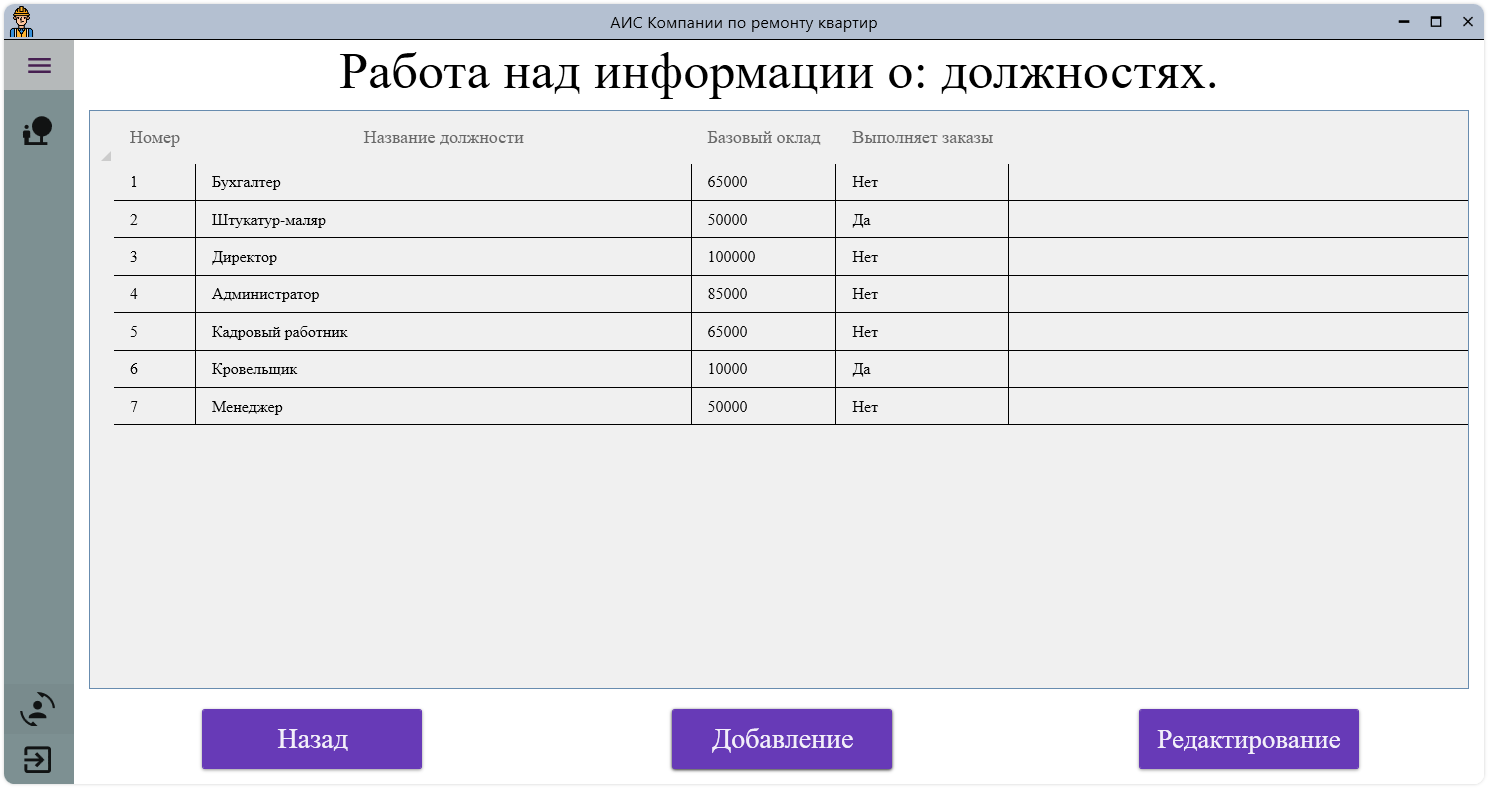 АИС Компании по ремонту квартир
Работа над информации о: должностях.
Номер Название должности Базовый оклад Выполняет заказы
1 Бухгалтер 65000 Нет
2 Штукатур-маляр 50000 Да
3 Директор 100000 Нет
4 Администратор 85000 Нет
5 Кадровый работник 65000 Нет
6 Кровельщик 10000 Да
7 Менеджер 50000 Нет
Назад Добавление Редактирование